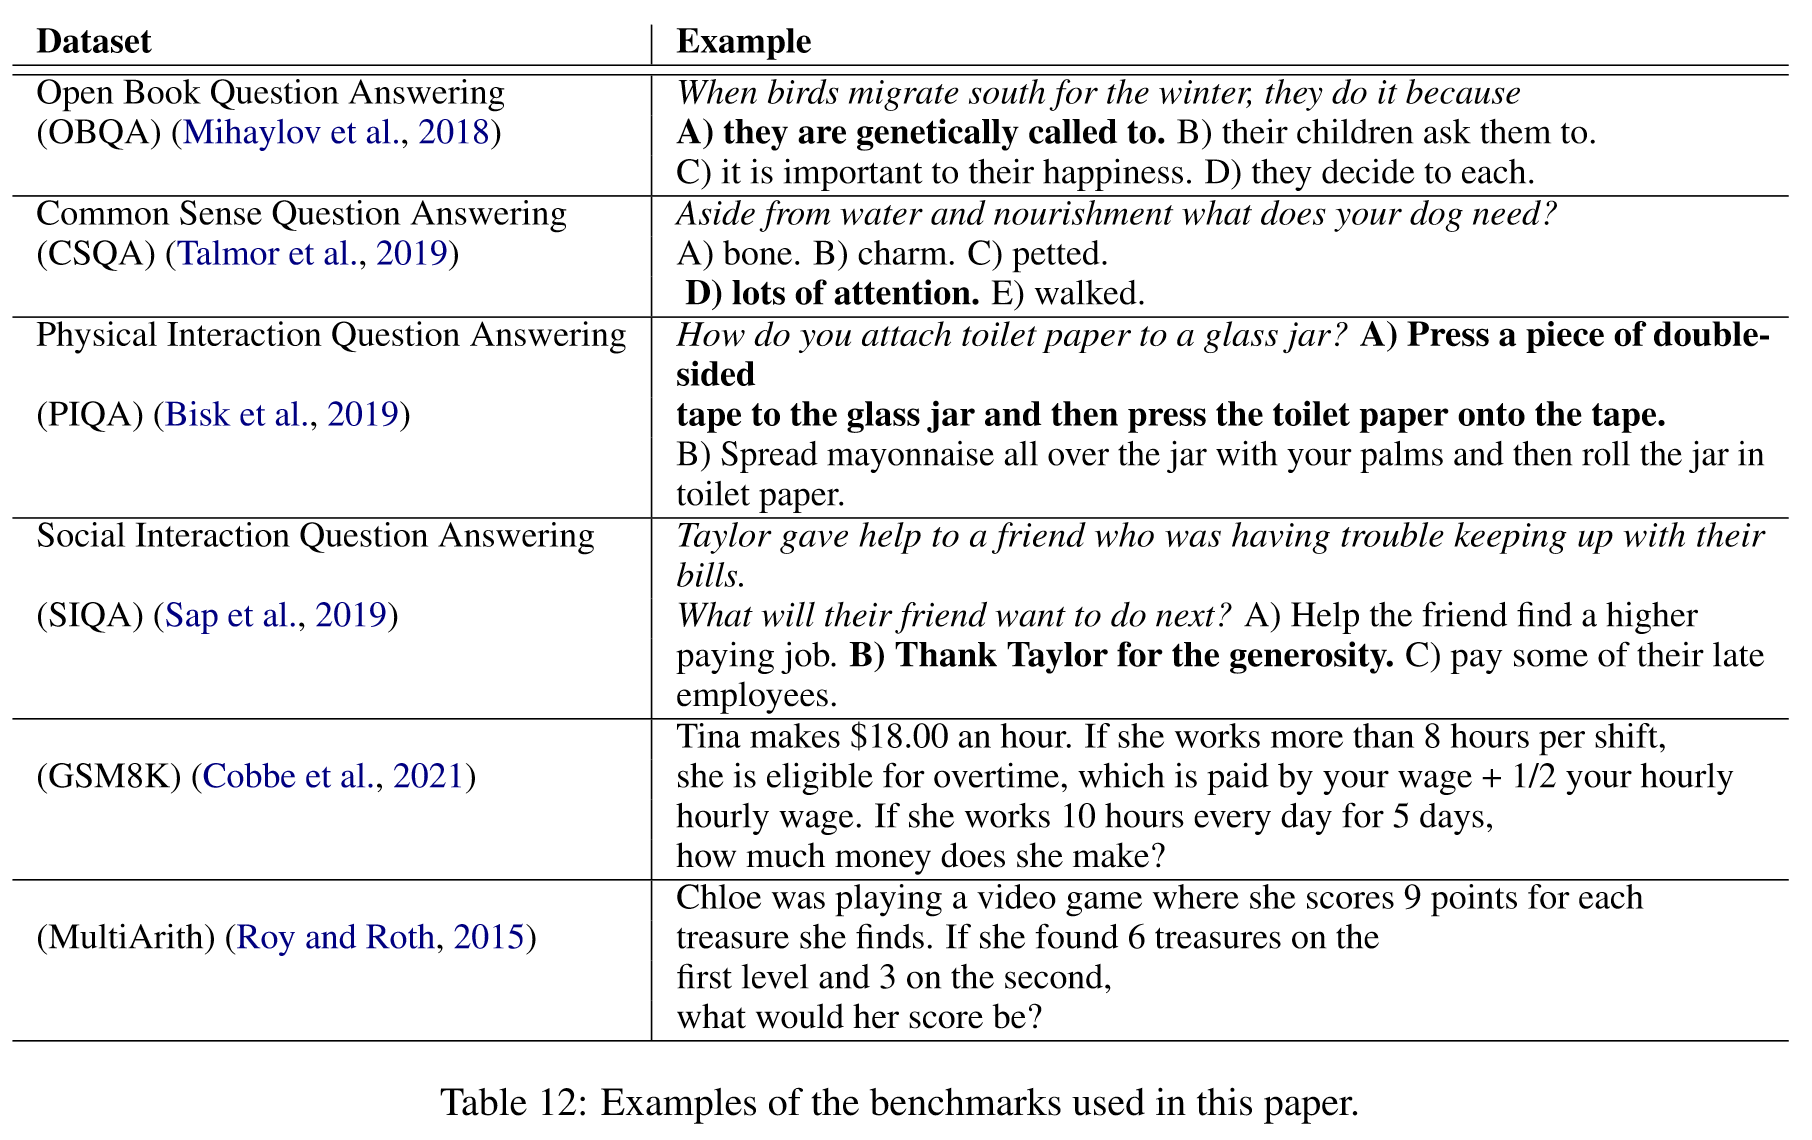 Dataset Example
Open Book Question Answering When birds migrate south for the winter, they do it because
(OBQA) (Mihaylov et al., 2018) A) they are genetically called to. B) their children ask them to.
C) it is important to their happiness. D) they decide to each.
Common Sense Question Answering Aside from water and nourishment what does your dog need?
(CSQA) (Talmor et al., 2019) A) bone. B) charm. C) petted.
D) lots of attention. E) walked.
Physical Interaction Question Answering How do you attach toilet paper to a glass jar? A) Press a piece of double-
sided
(PIQA) (Bisk et al., 2019) tape to the glass jar and then press the toilet paper onto the tape.
B) Spread mayonnaise all over the jar with your palms and then roll the jar in
toilet paper.
Social Interaction Question Answering Taylor gave help to a friend who was having trouble keeping up with their
bills.
(SIQA) (Sap et al., 2019) What will their friend want to do next? A) Help the friend find a higher
paying job. B) Thank Taylor for the generosity. C) pay some of their late
employees.
Tina makes $18.00 an hour. If she works more than 8 hours per shift,
(GSM8K) (Cobbe et al., 2021) she is eligible for overtime, which is paid by your wage + 1/2 your hourly
hourly wage. If she works 10 hours every day for 5 days,
how much money does she make?
Chloe was playing a video game where she scores 9 points for each
(MultiArith) (Roy and Roth, 2015) treasure she finds. If she found 6 treasures on the
first level and 3 on the second,
what would her score be?
Table 12: Examples of the benchmarks used in this paper.